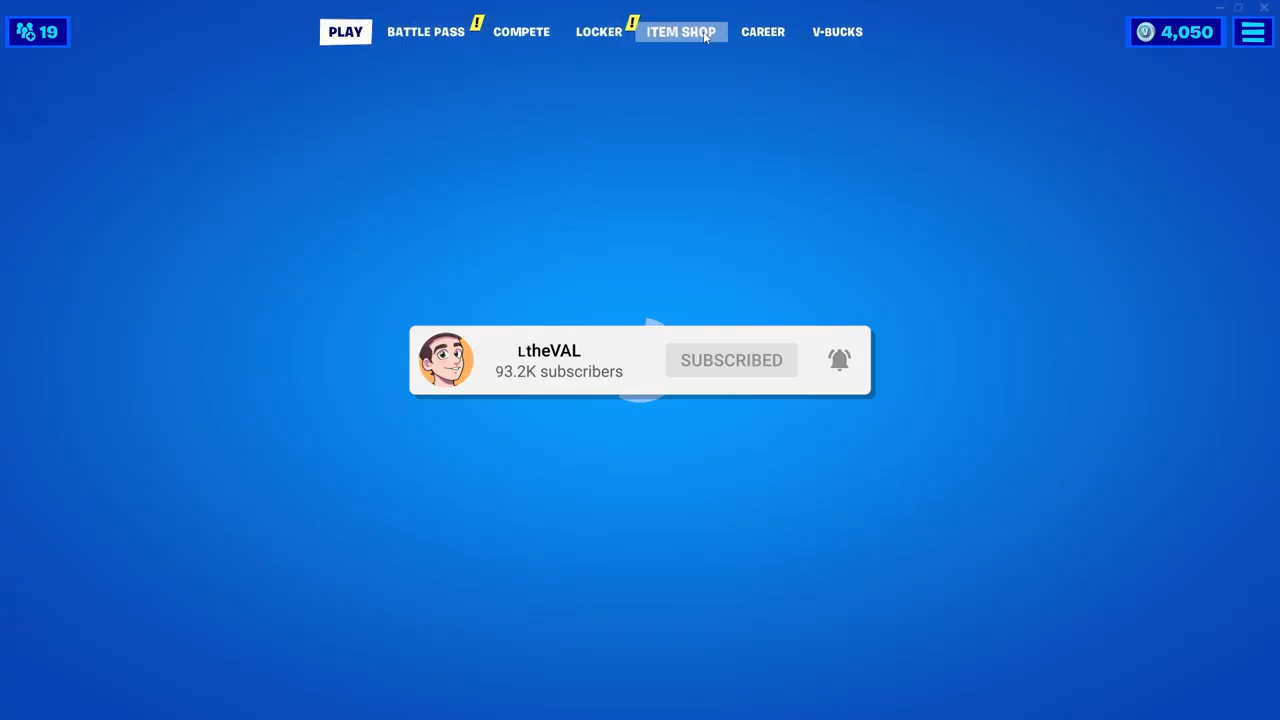 19
PLAY
BATTLE PASS !
COMPETE
LOCKER !
ITEM SHOP
CAREER
V-BUCKS
V 4,050
LtheVAL
93.2K subscribers
SUBSCRIBED